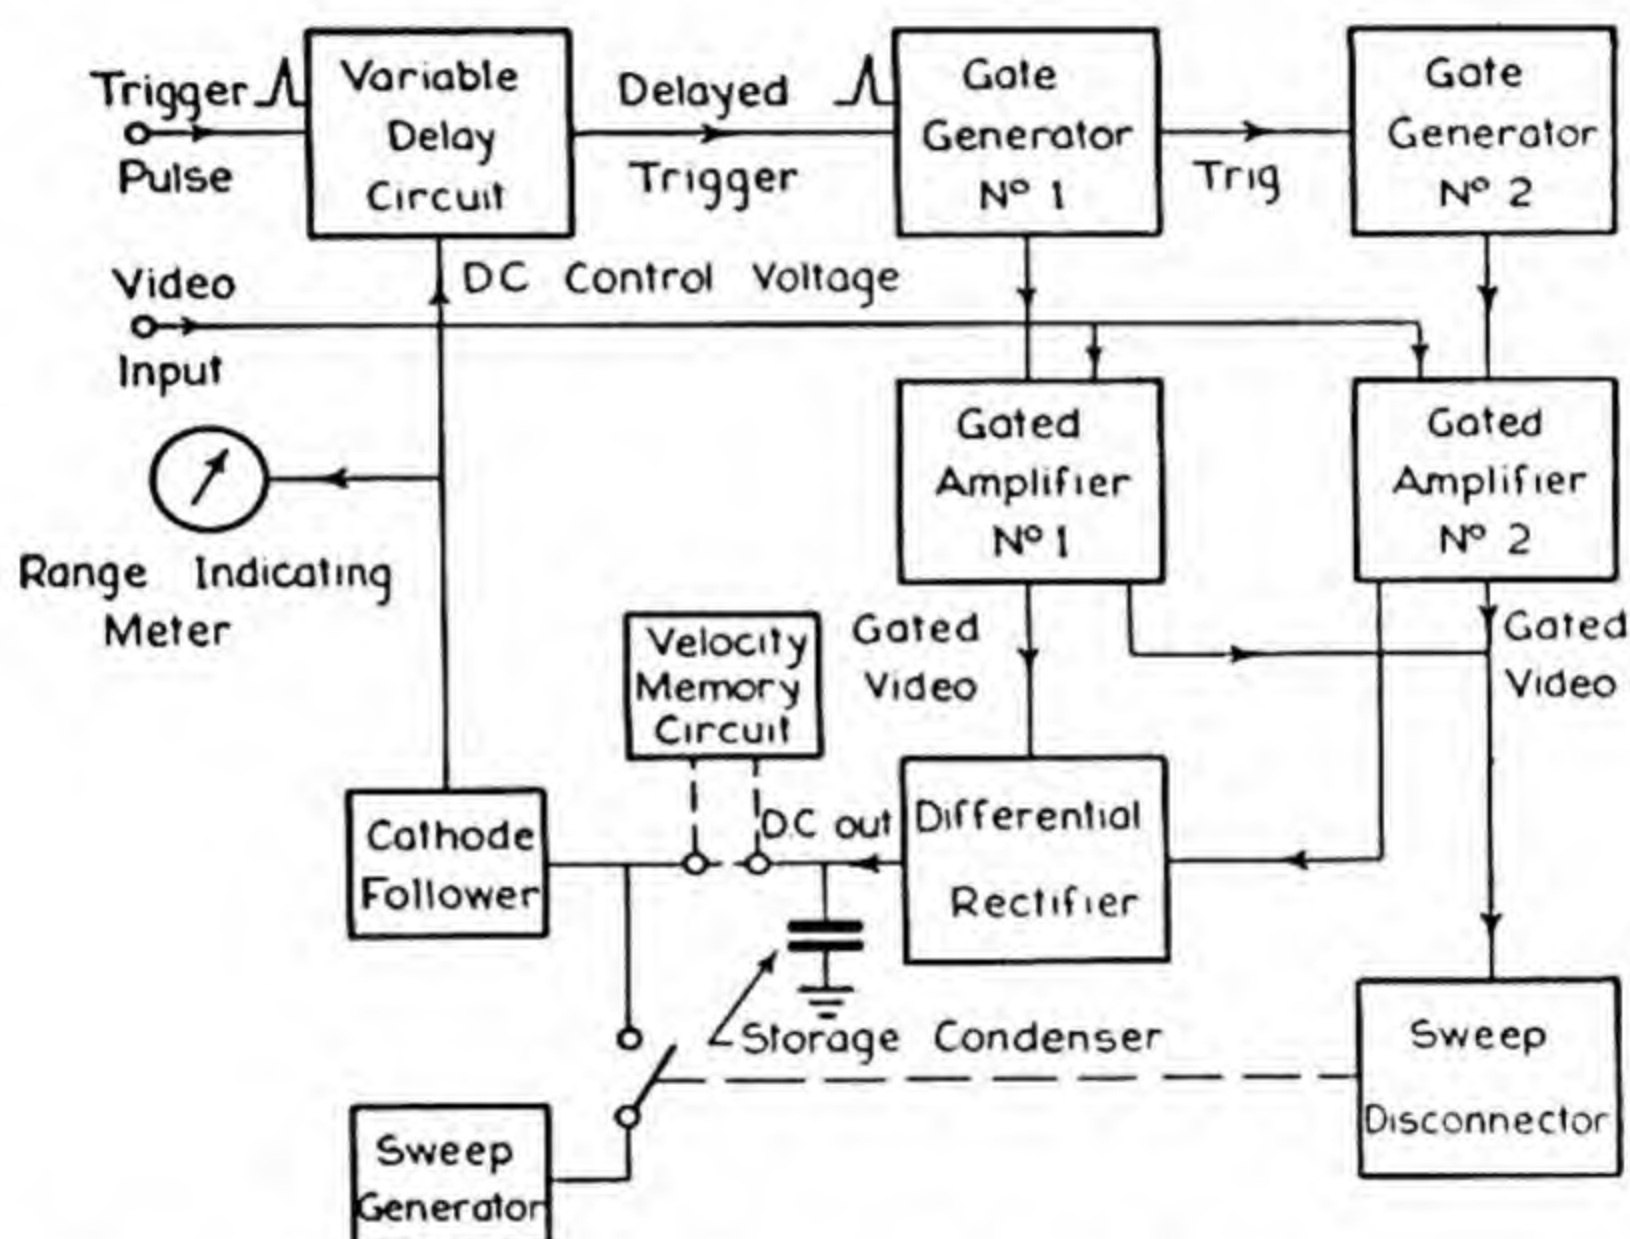 Trigger
Pulse
Variable
Delay
Circuit
Delayed
Trigger
Gate
Generator
Nº 1
Trig
Gate
Generator
Nº 2
Video
Input
DC Control Voltage
Gated
Amplifier
Nº 1
Gated
Amplifier
Nº 2
Range Indicating
Meter
Velocity
Memory
Circuit
Gated
Video
Gated
Video
Cathode
Follower
D.C out
Differential
Rectifier
Storage Condenser
Sweep
Disconnector
Sweep
Generator